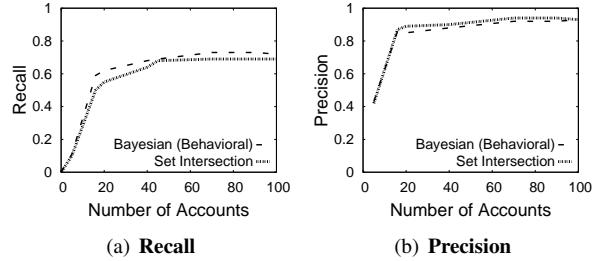 1
0.8
0.6
0.4
0.2
0
Recall
Bayesian (Behavioral)
Set Intersection
0 20 40 60 80 100
Number of Accounts
(a) Recall
1
0.8
0.6
0.4
0.2
0
Precision
Bayesian (Behavioral)
Set Intersection
0 20 40 60 80 100
Number of Accounts
(b) Precision